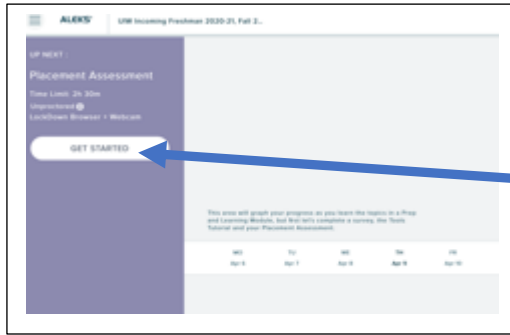 ALEKS® UIW Incoming Freshman 2020-21, Fall 2...
UP NEXT :
Placement Assessment
Time Limit: 2h 30m
Unproctored
LockDown Browser + Webcam
GET STARTED
This area will graph your progress as you learn the topics in a Prep
and Learning Module, but first let's complete a survey, the Tools
Tutorial and your Placement Assessment.
MO TU WE TH FR
Apr 6 Apr 7 Apr 8 Apr 9 Apr 10